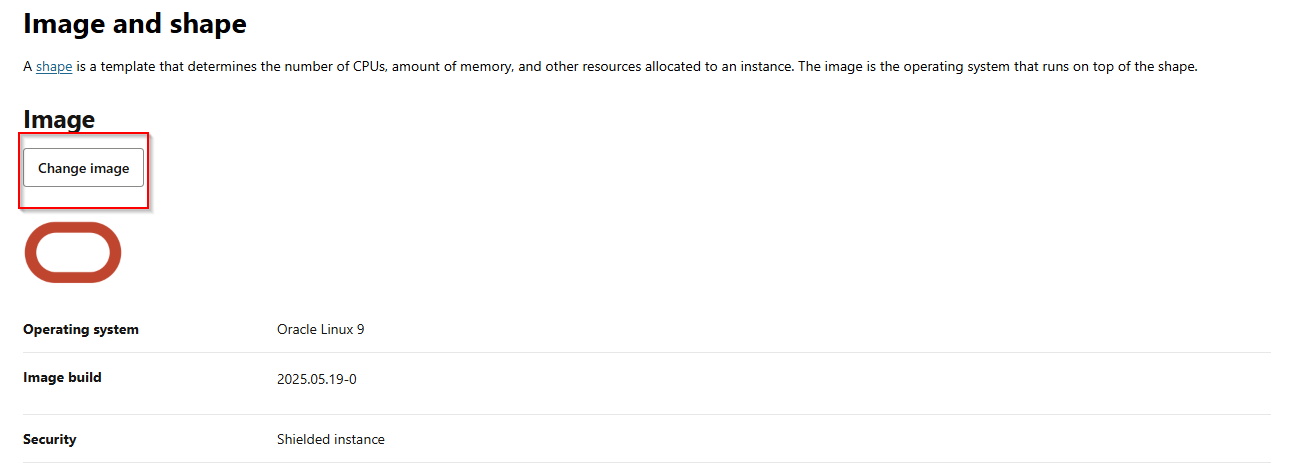 Image and shape
A shape is a template that determines the number of CPUs, amount of memory, and other resources allocated to an instance. The image is the operating system that runs on top of the shape.
Image
Change image
Operating system Oracle Linux 9
Image build 2025.05.19-0
Security Shielded instance